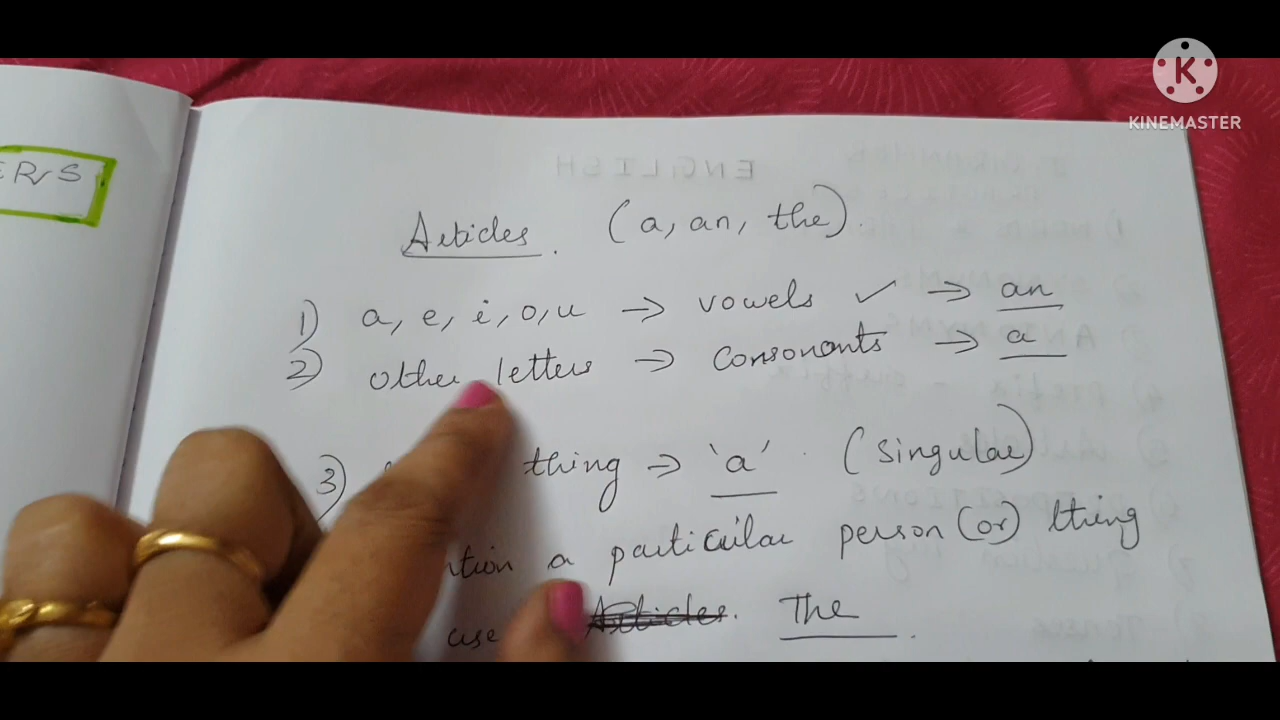 KINEMASTER
ERS
Articles. (a, an, the).
1) a, e, i, o, u → vowels ✓ → an
2) other letters → consonants → a
3) thing → 'a'. (singular)
a particular person (or) thing
use Articles. The.